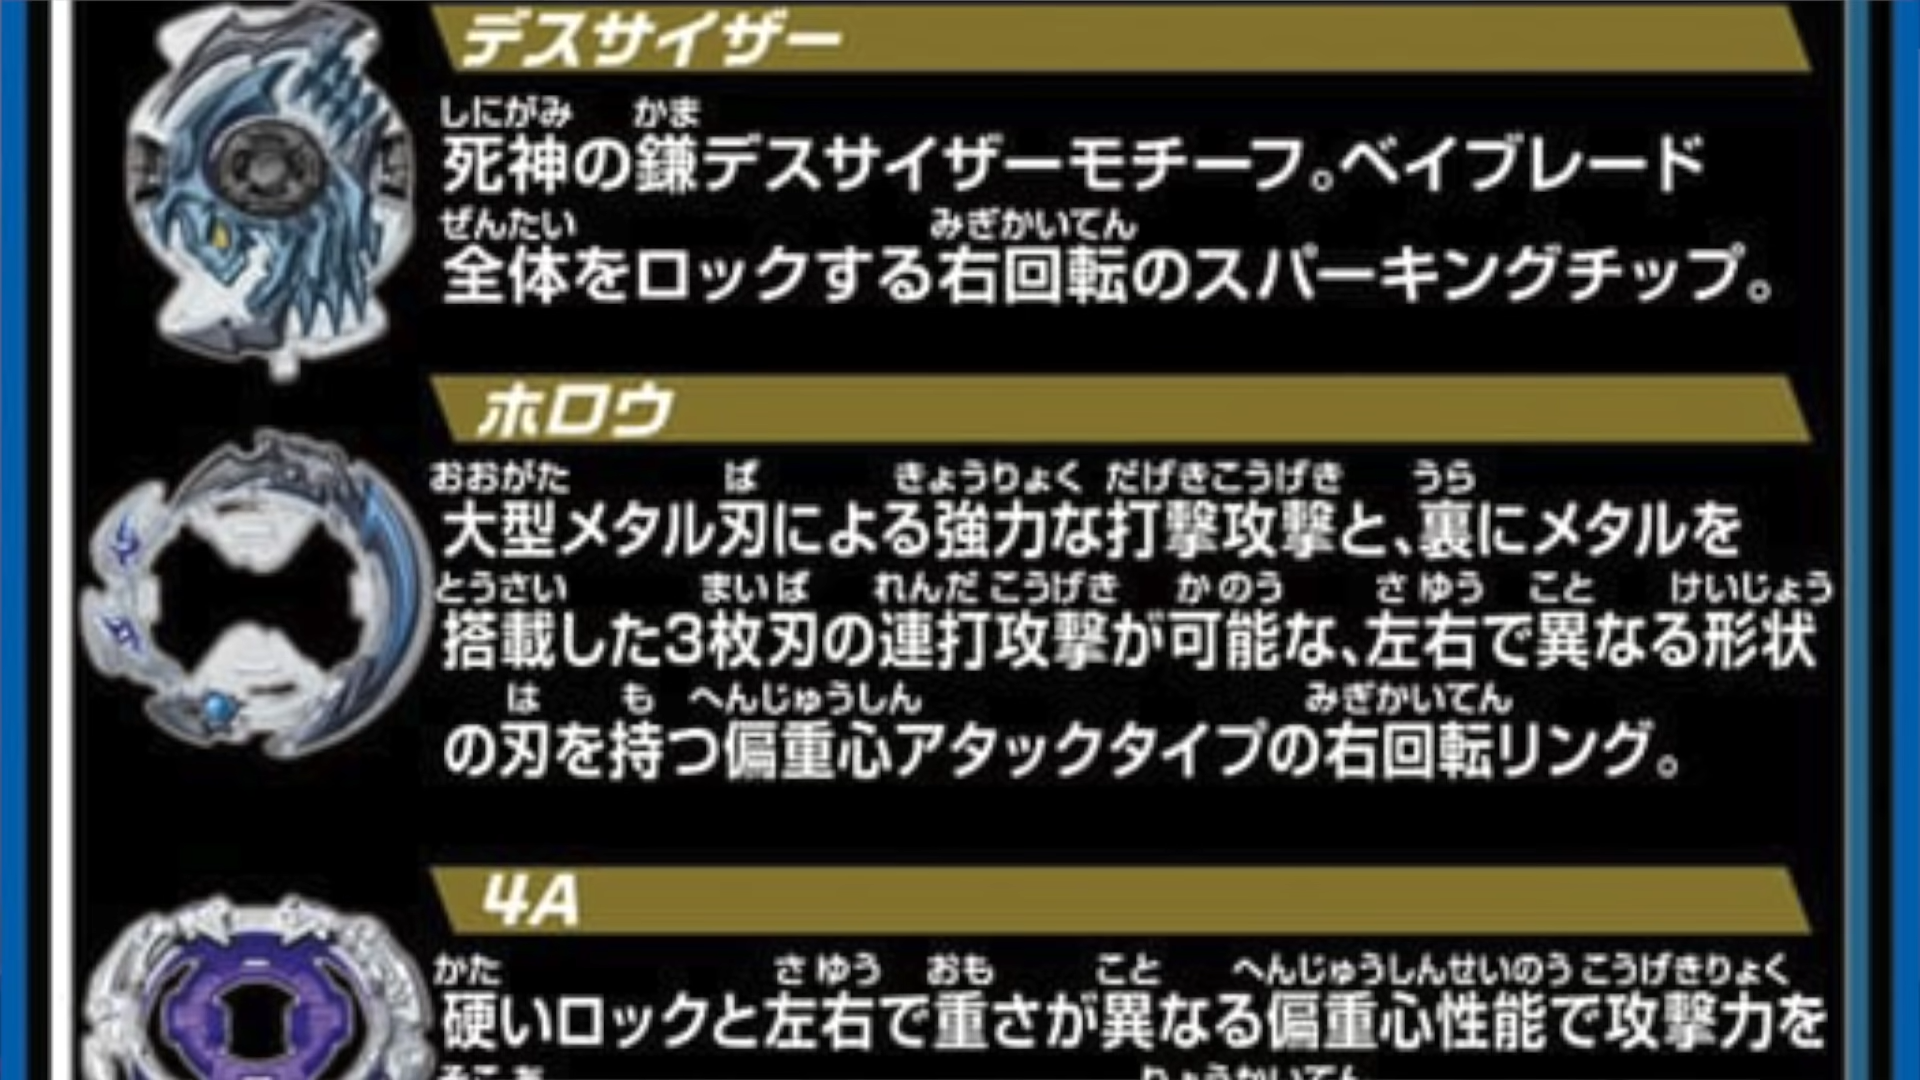 デスサイザー
しにがみ かま
死神の鎌デスサイザーモチーフ。ベイブレード
ぜんたい みぎかいてん
全体をロックする右回転のスパーキングチップ。
ホロウ
おおがた ば きょうりょく だげきこうげき うら
大型メタル刃による強力な打撃攻撃と、裏にメタルを
とうさい まい ば れんだ こうげき か のう さ ゆう こと けいじょう
搭載した3枚刃の連打攻撃が可能な、左右で異なる形状
は も へんじゅうしん みぎかいてん
の刃を持つ偏重心アタックタイプの右回転リング。
4A
かた さ ゆう おも こと へんじゅうしんせいのう こうげきりょく
硬いロックと左右で重さが異なる偏重心性能で攻撃力を
りょうかいてん